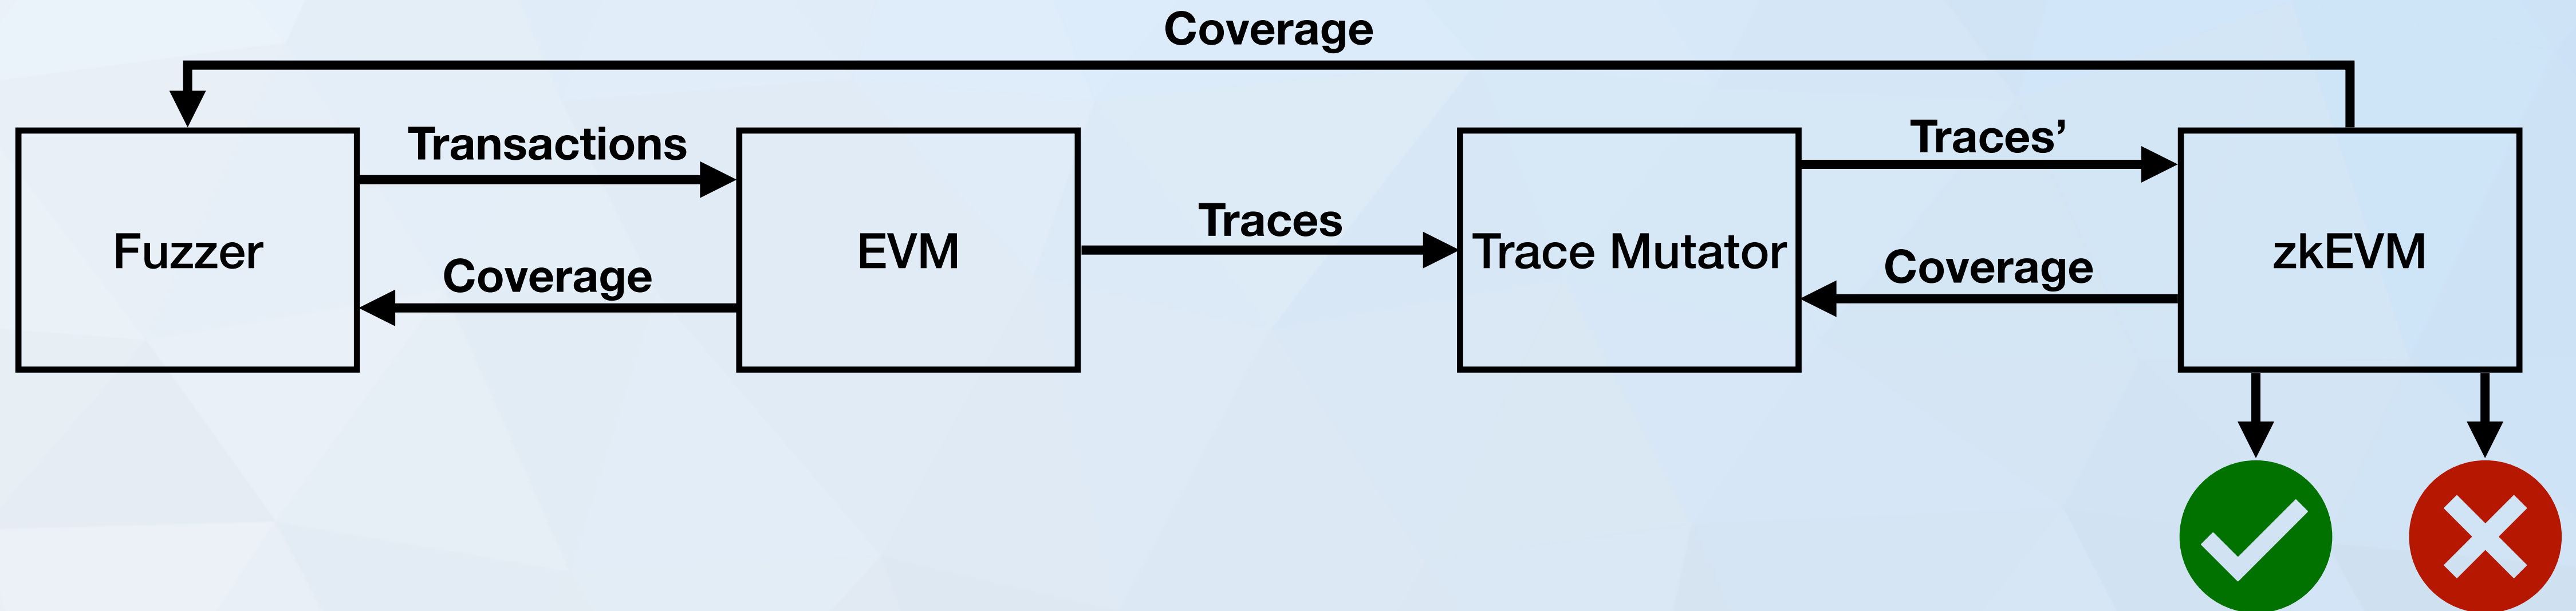 Coverage
Transactions
Traces’
Traces
Fuzzer
EVM
Trace Mutator
zkEVM
Coverage
Coverage